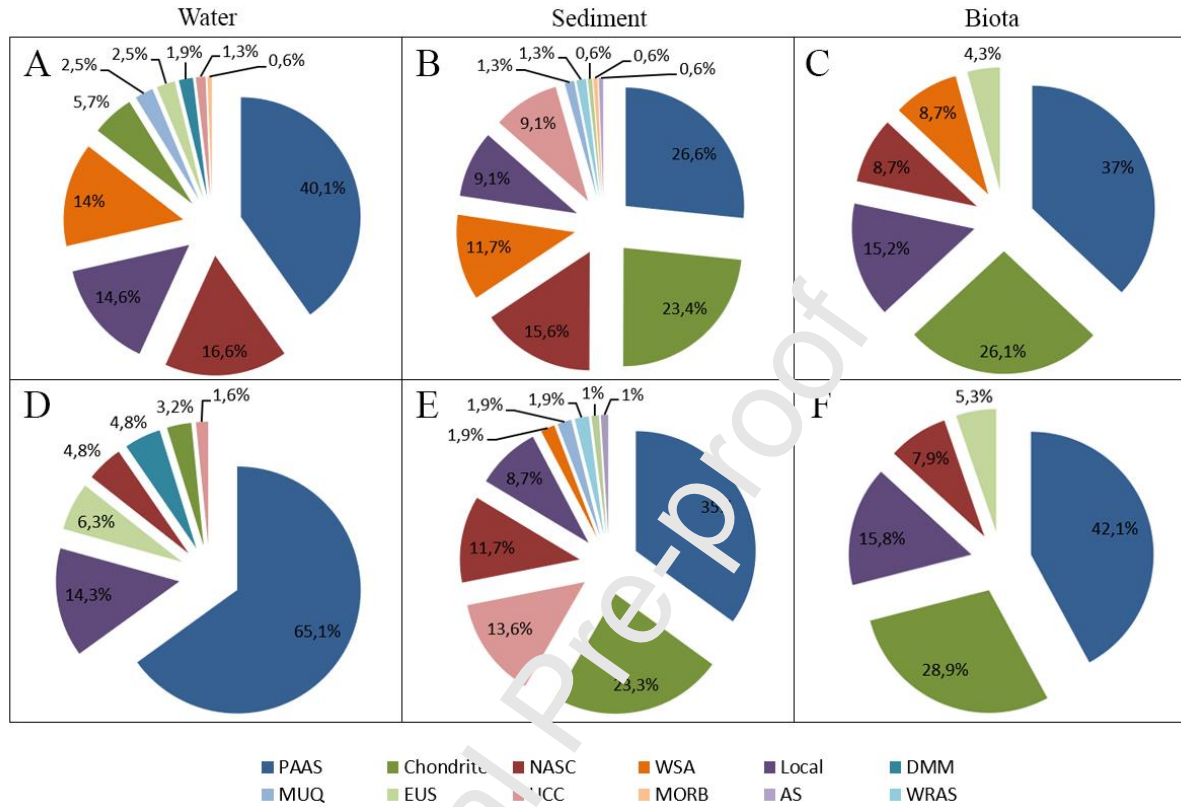 Water Sediment Biota
A
2,5% 2,5% 1,9% 1,3% 0,6%
5,7%
40,1%
14%
14,6%
16,6%
B
1,3% 1,3% 0,6% 0,6% 0,6%
9,1%
26,6%
9,1%
11,7%
23,4%
15,6%
C
4,3%
8,7%
37%
8,7%
15,2%
26,1%
D
4,8% 4,8% 3,2% 1,6%
6,3%
14,3%
65,1%
E
1,9% 1,9% 1,9% 1% 1%
8,7%
11,7%
13,6%
23,3%
F
5,3%
7,9%
42,1%
15,8%
28,9%
PAAS Chondrite NASC WSA Local DMM
MUQ EUS UCC MORB AS WRAS
Pre-proof